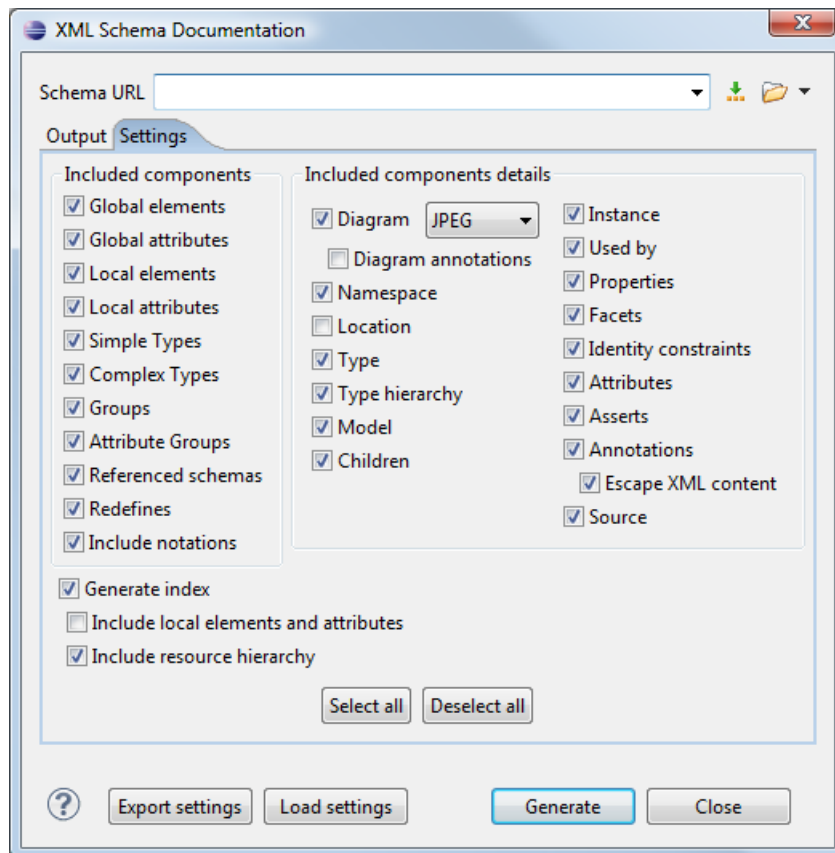 XML Schema Documentation
Schema URL
Output Settings
Included components
Global elements
Global attributes
Local elements
Local attributes
Simple Types
Complex Types
Groups
Attribute Groups
Referenced schemas
Redefines
Include notations
Included components details
Diagram JPEG
Diagram annotations
Namespace
Location
Type
Type hierarchy
Model
Children
Instance
Used by
Properties
Facets
Identity constraints
Attributes
Asserts
Annotations
Escape XML content
Source
Generate index
Include local elements and attributes
Include resource hierarchy
Select all Deselect all
? Export settings Load settings Generate Close